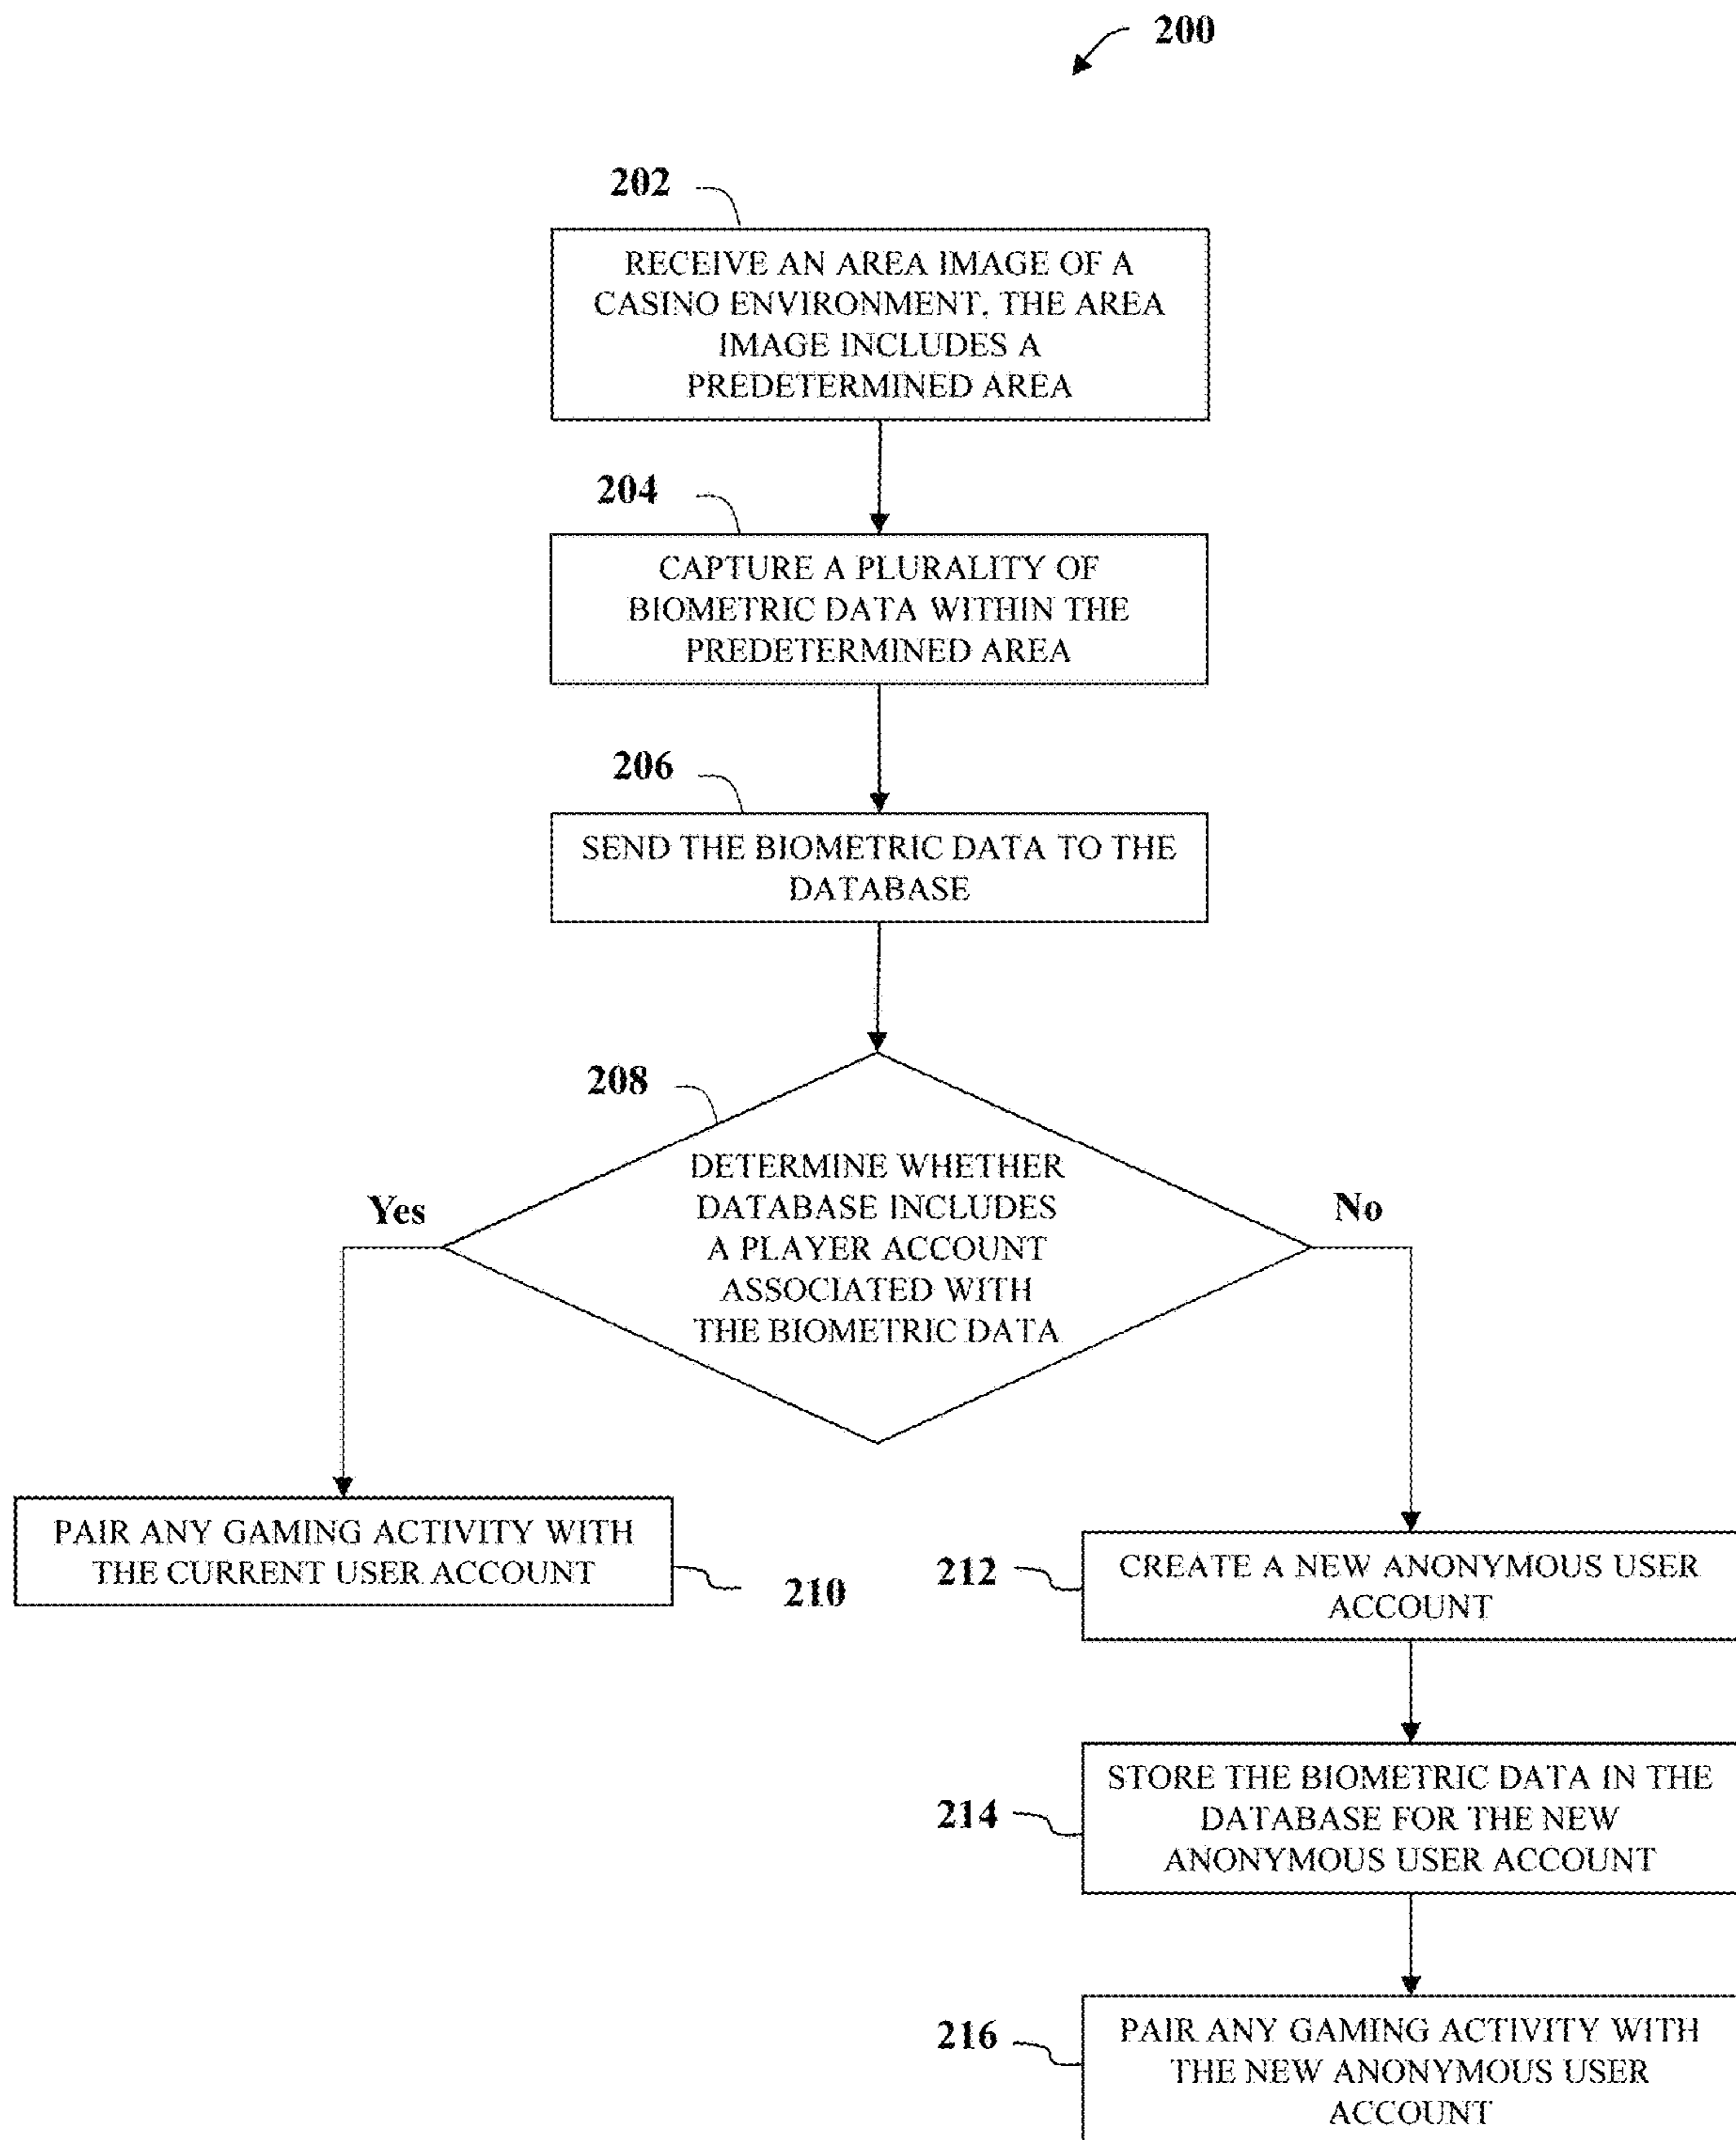 200
202
RECEIVE AN AREA IMAGE OF A
CASINO ENVIRONMENT, THE AREA
IMAGE INCLUDES A
PREDETERMINED AREA
204
CAPTURE A PLURALITY OF
BIOMETRIC DATA WITHIN THE
PREDETERMINED AREA
206
SEND THE BIOMETRIC DATA TO THE
DATABASE
208
DETERMINE WHETHER
DATABASE INCLUDES
A PLAYER ACCOUNT
ASSOCIATED WITH
THE BIOMETRIC DATA
Yes
No
PAIR ANY GAMING ACTIVITY WITH
THE CURRENT USER ACCOUNT
210
212
CREATE A NEW ANONYMOUS USER
ACCOUNT
214
STORE THE BIOMETRIC DATA IN THE
DATABASE FOR THE NEW
ANONYMOUS USER ACCOUNT
216
PAIR ANY GAMING ACTIVITY WITH
THE NEW ANONYMOUS USER
ACCOUNT